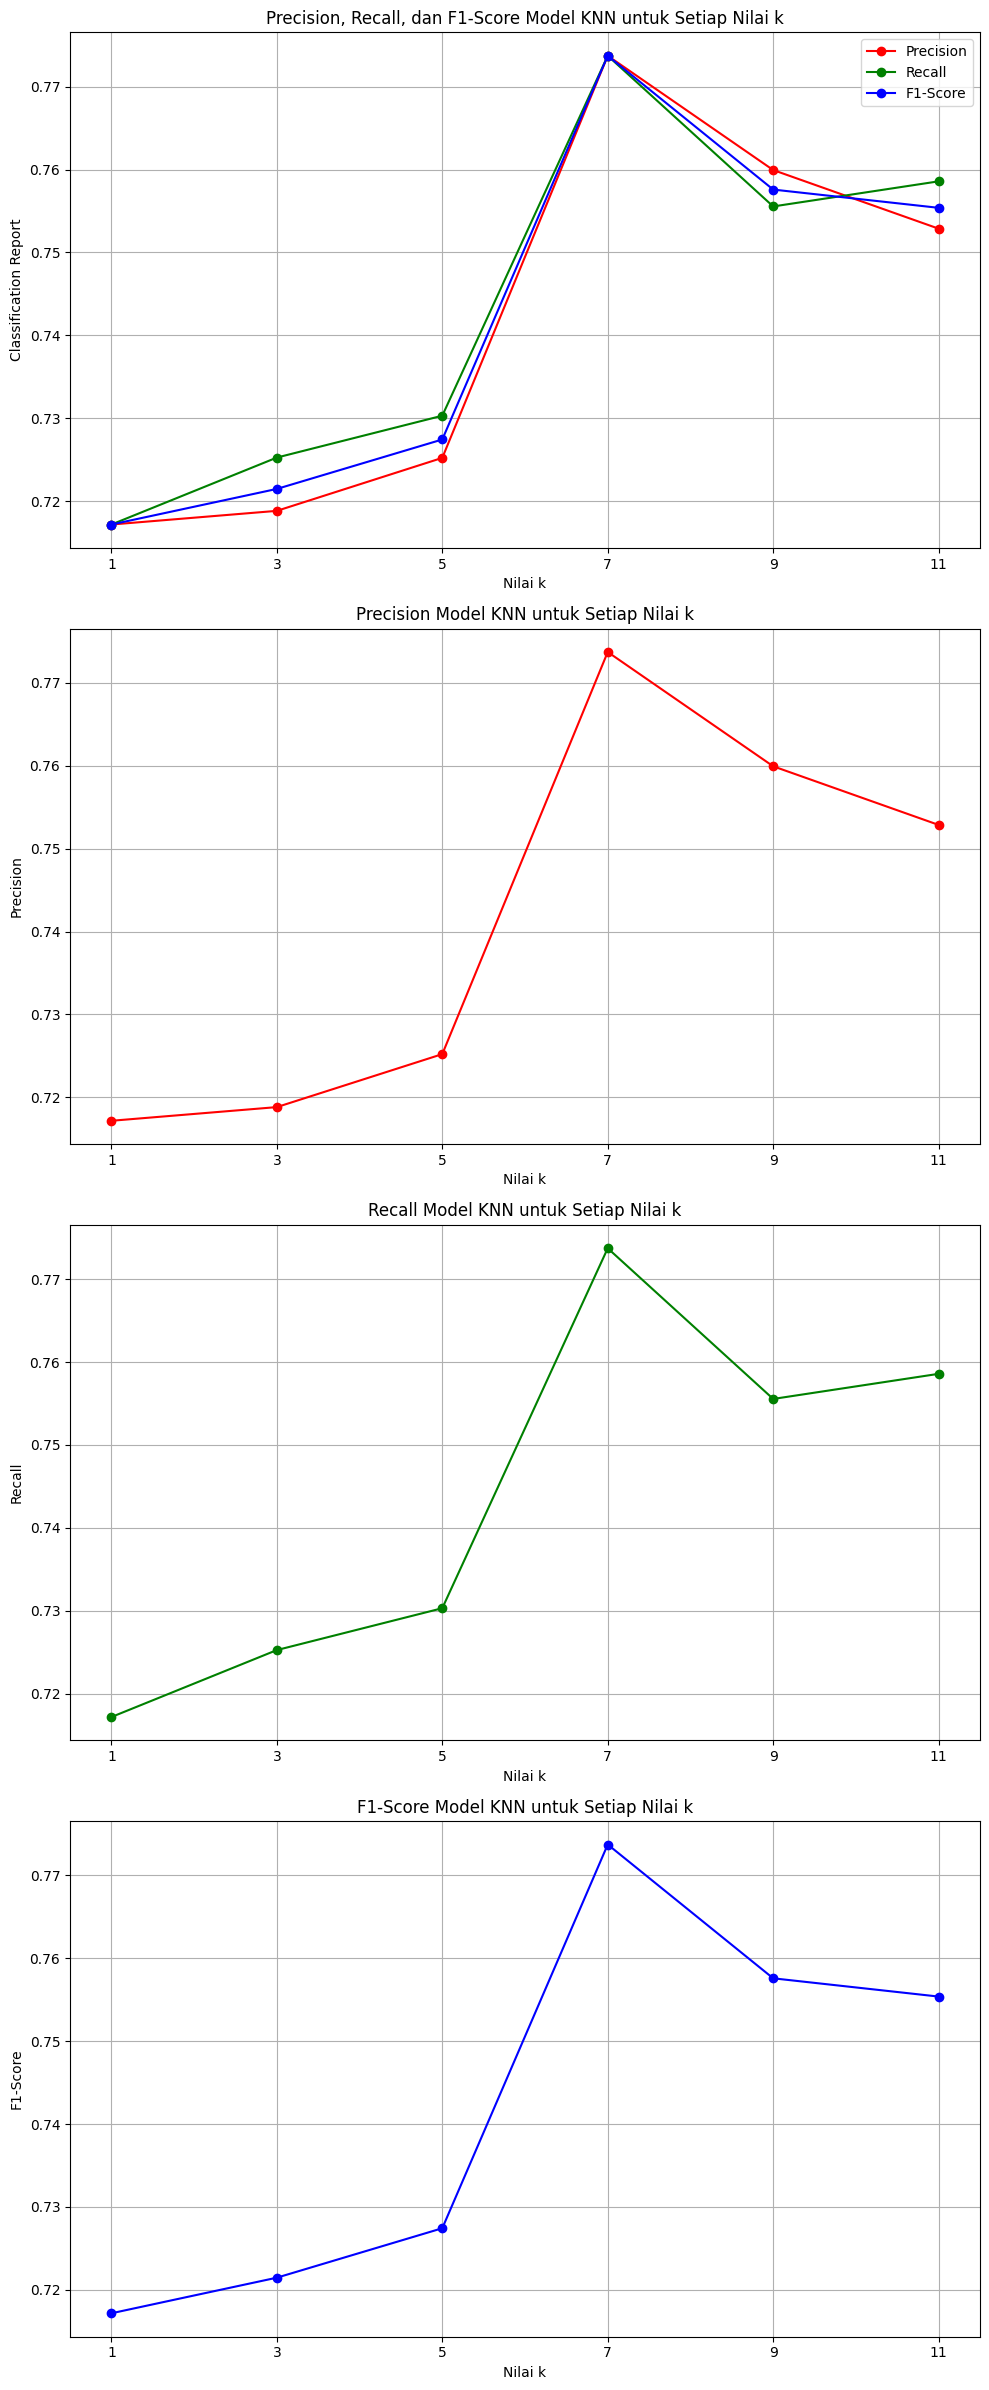 Precision, Recall, dan F1-Score Model KNN untuk Setiap Nilai k
Precision
Recall
F1-Score
Classification Report
0.77
0.76
0.75
0.74
0.73
0.72
1 3 5 7 9 11
Nilai k
Precision Model KNN untuk Setiap Nilai k
Precision
0.77
0.76
0.75
0.74
0.73
0.72
1 3 5 7 9 11
Nilai k
Recall Model KNN untuk Setiap Nilai k
Recall
0.77
0.76
0.75
0.74
0.73
0.72
1 3 5 7 9 11
Nilai k
F1-Score Model KNN untuk Setiap Nilai k
F1-Score
0.77
0.76
0.75
0.74
0.73
0.72
1 3 5 7 9 11
Nilai k